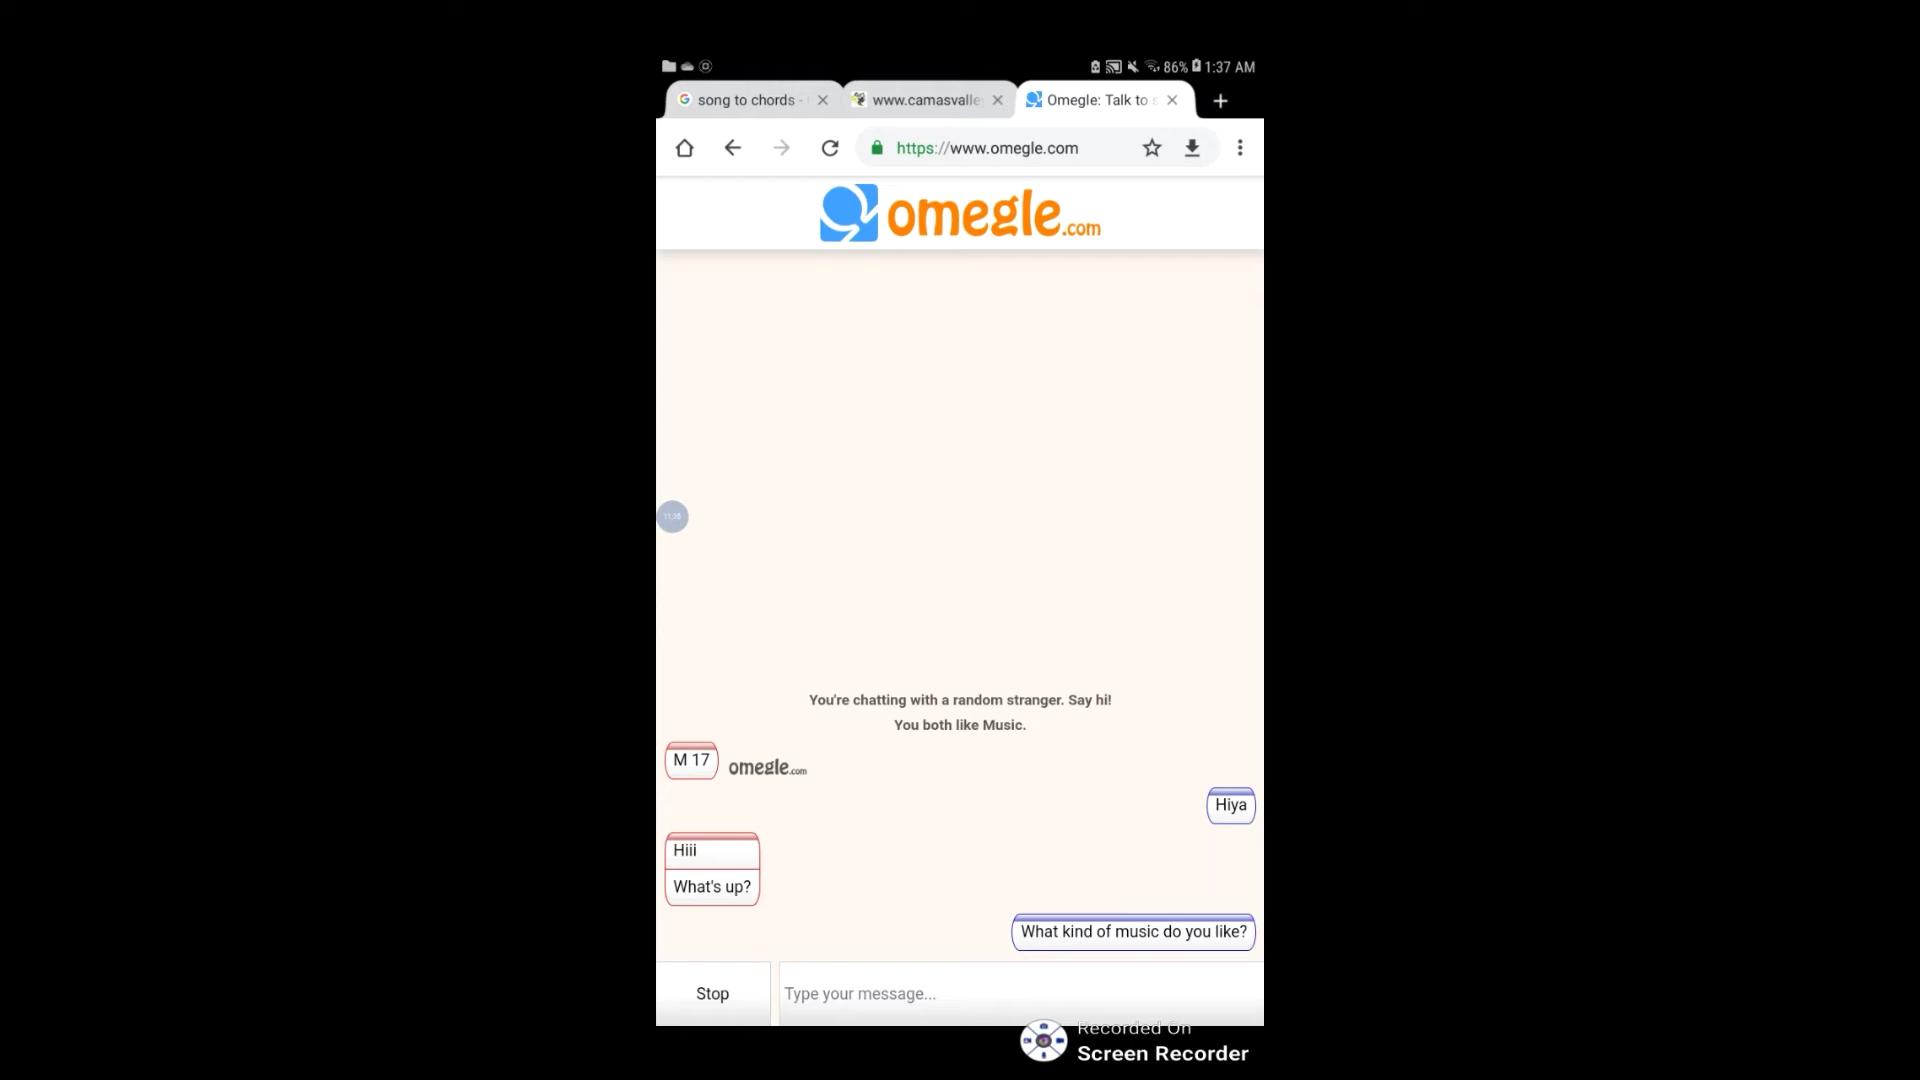 86% 1:37 AM
song to chords -
www.camasvalle
Omegle: Talk to s
https://www.omegle.com
omegle.com
11:35
You're chatting with a random stranger. Say hi!
You both like Music.
M 17
omegle.com
Hiya
Hiii
What's up?
What kind of music do you like?
Stop
Type your message...
Recorded On
Screen Recorder